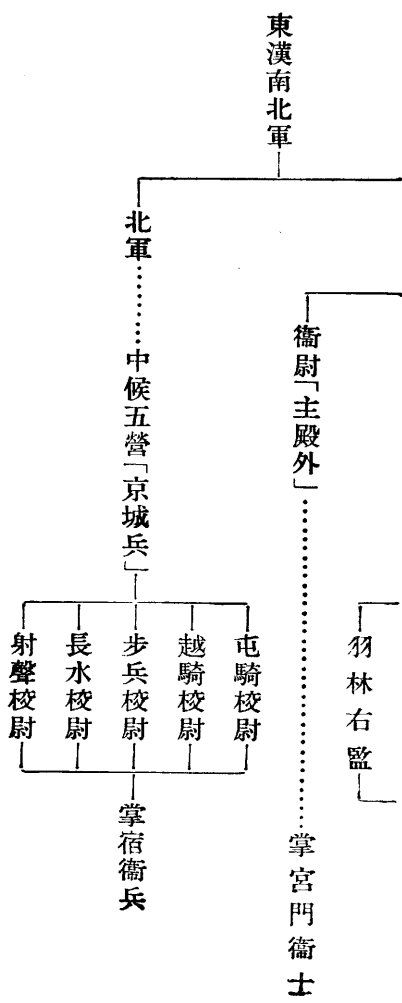 羽林右監
衞尉「主殿外」………掌宮門衞士
東漢南北軍
北軍………中候五營「京城兵」
屯騎校尉
越騎校尉
步兵校尉
長水校尉
射聲校尉
掌宿衞兵